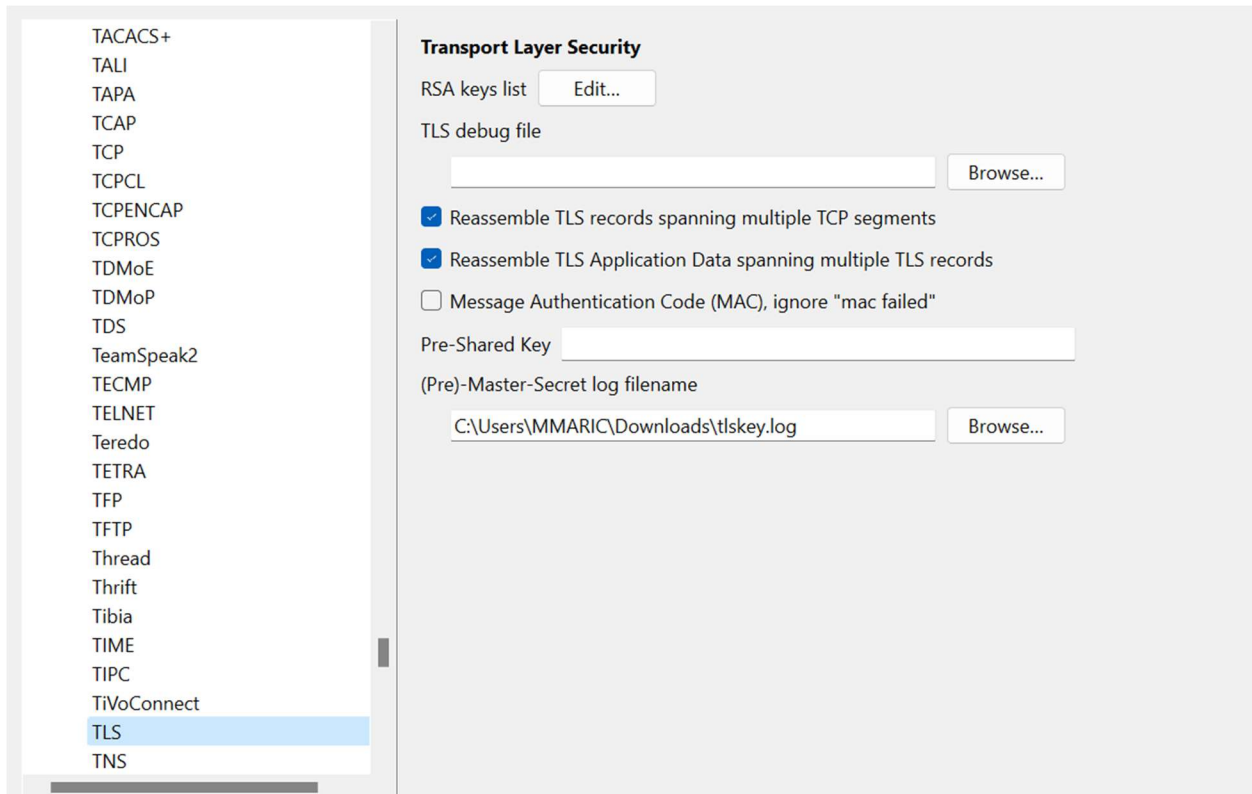 TACACS+
TALI
TAPA
TCAP
TCP
TCPCL
TCPENCAP
TCPROS
TDMoE
TDMoP
TDS
TeamSpeak2
TECMP
TELNET
Teredo
TETRA
TFP
TFTP
Thread
Thrift
Tibia
TIME
TIPC
TiVoConnect
TLS
TNS
Transport Layer Security
RSA keys list Edit...
TLS debug file
Browse...
Reassemble TLS records spanning multiple TCP segments
Reassemble TLS Application Data spanning multiple TLS records
Message Authentication Code (MAC), ignore "mac failed"
Pre-Shared Key
(Pre)-Master-Secret log filename
C:\Users\MMARIC\Downloads\tlskey.log Browse...